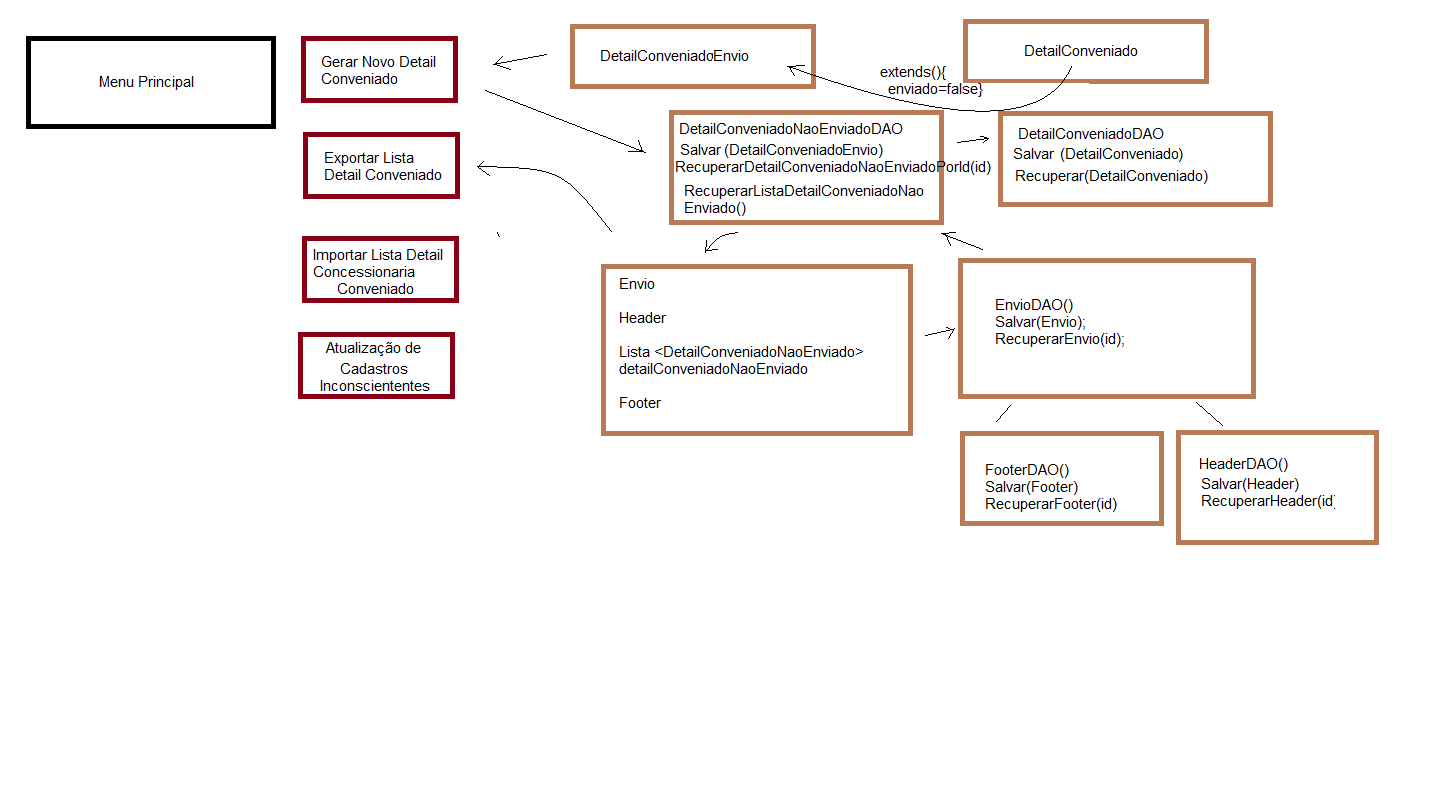 Menu Principal
Gerar Novo Detail
Conveniado
Exportar Lista
Detail Conveniado
Importar Lista Detail
Concessionaria
Conveniado
Atualização de
Cadastros
Inconsciententes
DetailConveniadoEnvio
DetailConveniado
extends(){
enviado=false}
DetailConveniadoNaoEnviadoDAO
Salvar (DetailConveniadoEnvio)
RecuperarDetailConveniadoNaoEnviadoPorId(id)
RecuperarListaDetailConveniadoNao
Enviado()
DetailConveniadoDAO
Salvar (DetailConveniado)
Recuperar(DetailConveniado)
Envio
Header
Lista <DetailConveniadoNaoEnviado>
detailConveniadoNaoEnviado
Footer
EnvioDAO()
Salvar(Envio);
RecuperarEnvio(id);
FooterDAO()
Salvar(Footer)
RecuperarFooter(id)
HeaderDAO()
Salvar(Header)
RecuperarHeader(id)